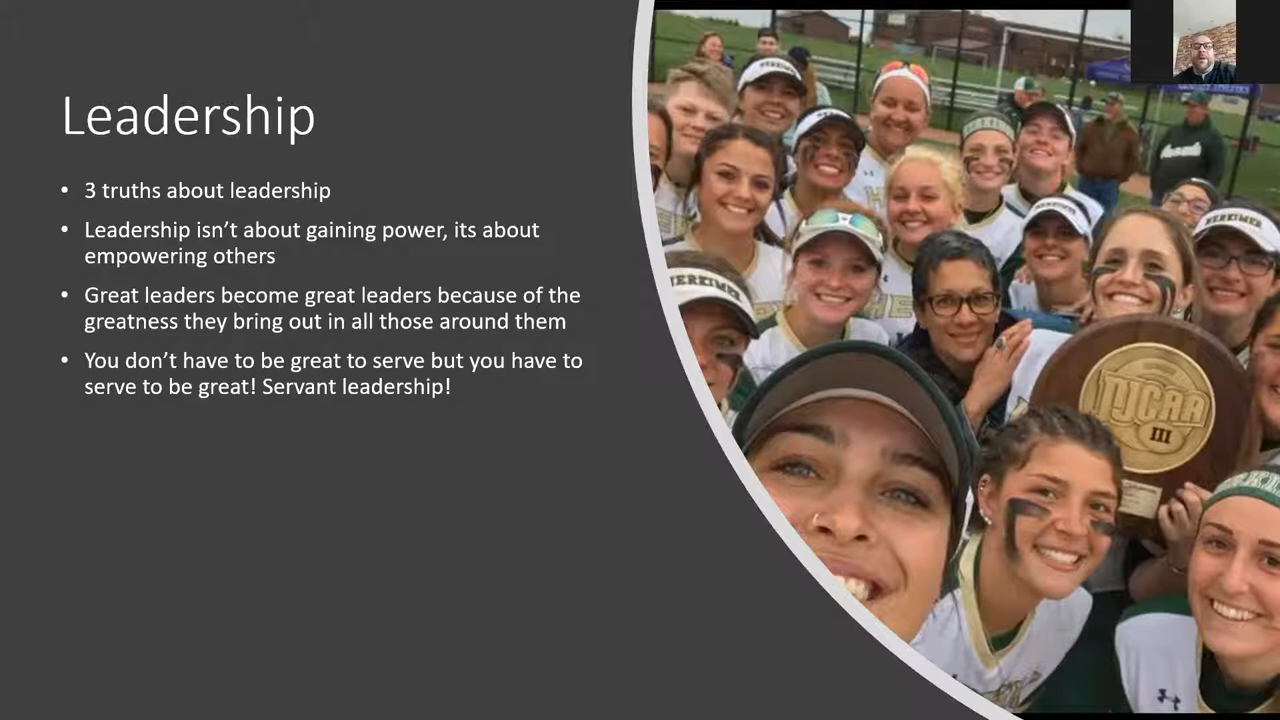 Leadership
• 3 truths about leadership
• Leadership isn’t about gaining power, its about
empowering others
• Great leaders become great leaders because of the
greatness they bring out in all those around them
• You don’t have to be great to serve but you have to
serve to be great! Servant leadership!
HERKIMER
HERKIMER
NJCAA
III